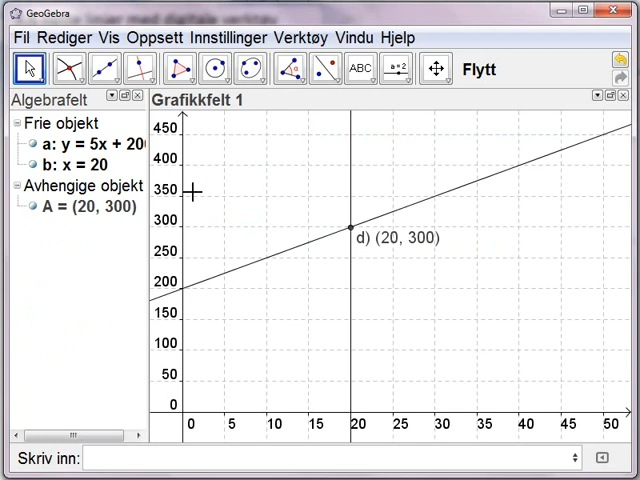 GeoGebra
Fil Rediger Vis Oppsett Innstillinger Verktøy Vindu Hjelp
ABC
a = 2
Flytt
Algebrafelt
Grafikkfelt 1
Frie objekt
a: y = 5x + 20
b: x = 20
Avhengige objekt
A = (20, 300)
450
400
350
300
250
200
150
100
50
0
d) (20, 300)
0 5 10 15 20 25 30 35 40 45 50
Skriv inn: